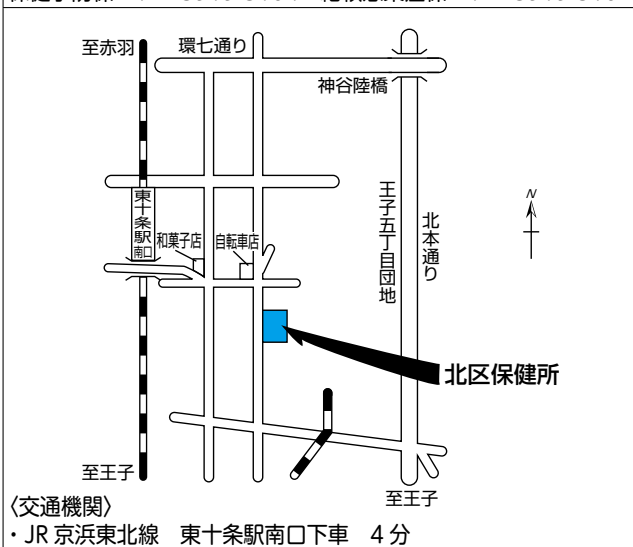 至赤羽
環七通り
神谷陸橋
東十条駅
南口
和菓子店
自転車店
王子五丁目団地
北本通り
N
北区保健所
至王子
至王子
〈交通機関〉
・JR 京浜東北線　東十条駅南口下車　4 分